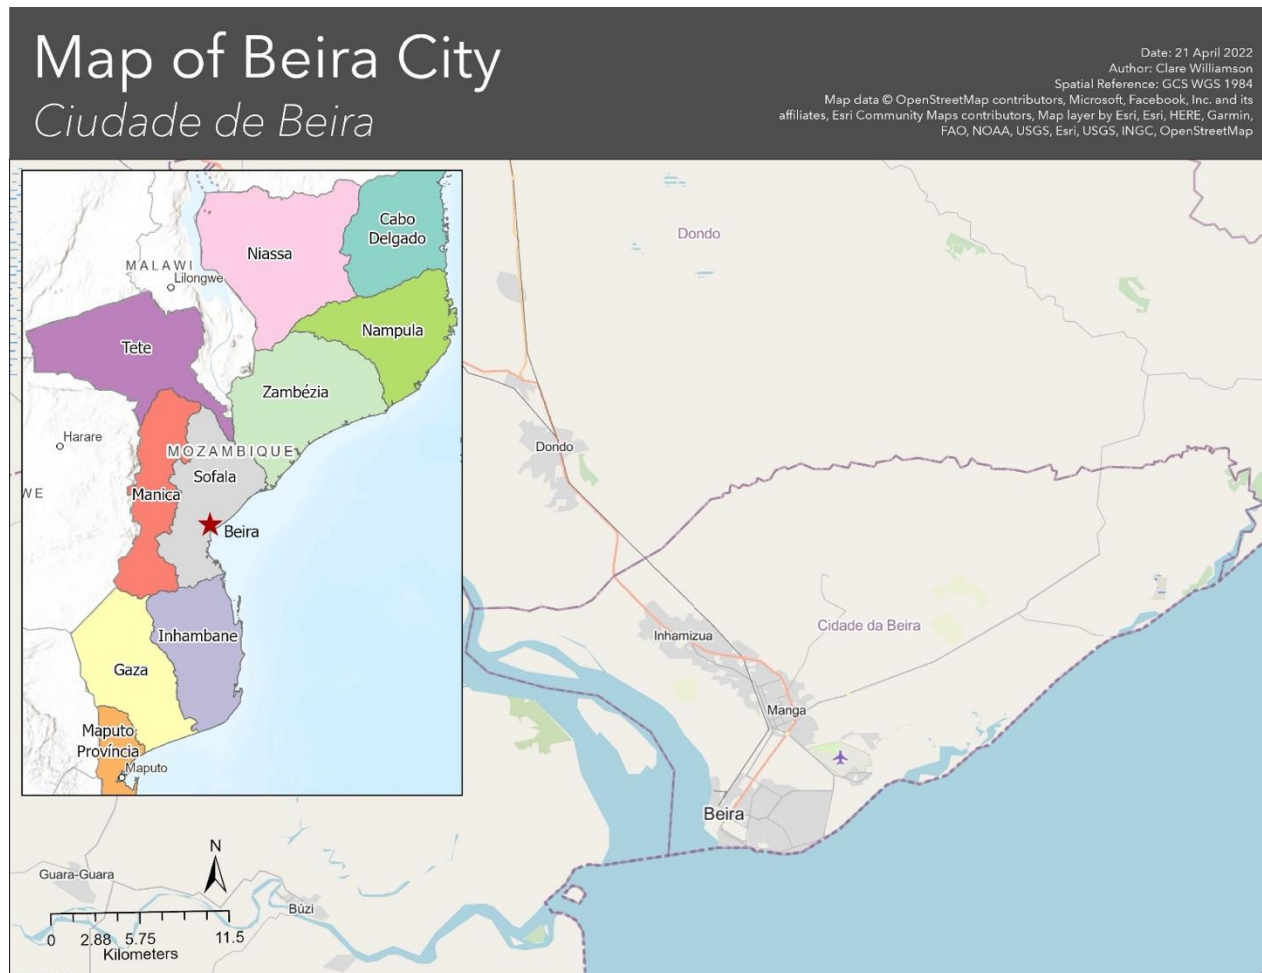 Map of Beira City
Ciudade de Beira
Date: 21 April 2022
Author: Clare Williamson
Spatial Reference: GCS WGS 1984
Map data © OpenStreetMap contributors, Microsoft, Facebook, Inc. and its
affiliates, Esri Community Maps contributors, Map layer by Esri, Esri, HERE, Garmin,
FAO, NOAA, USGS, Esri, USGS, INGC, OpenStreetMap
Cabo
Delgado
Niassa
MALAWI
Lilongwe
Nampula
Tete
Zambézia
Harare
MOZAMBIQUE
Sofala
WE
Manica
Beira
Inhambane
Gaza
Maputo
Província
Maputo
Dondo
Dondo
Inhamizua
Cidade da Beira
Manga
Beira
N
Guara-Guara
Búzi
0 2.88 5.75 11.5
Kilometers